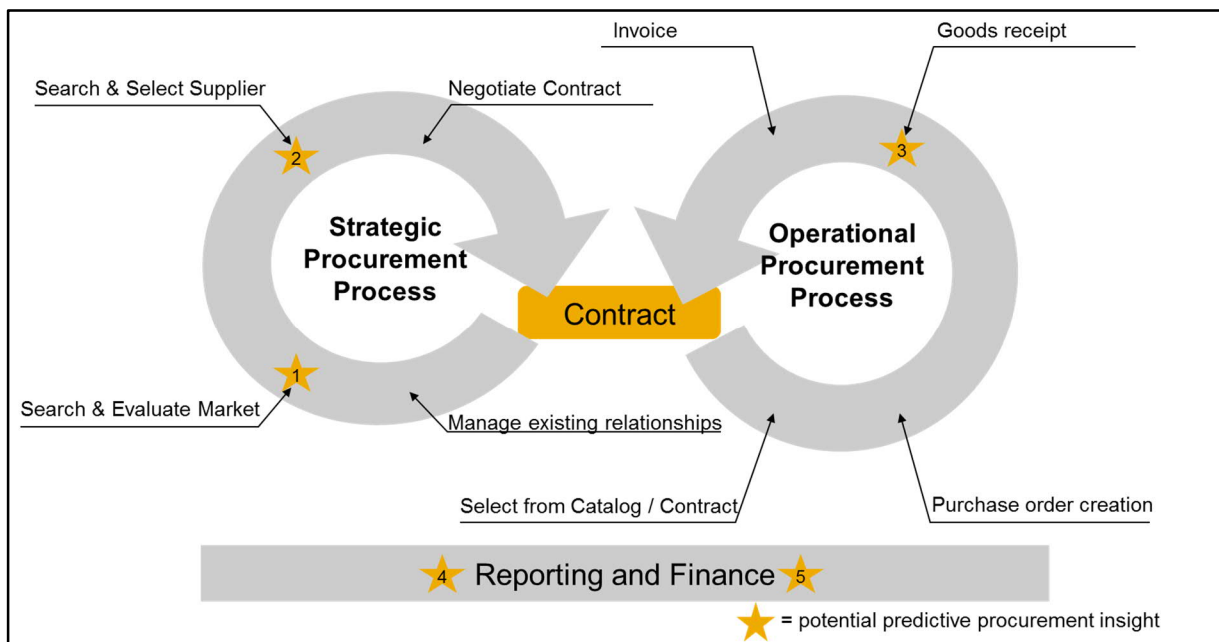 Invoice
Goods receipt
Search & Select Supplier
Negotiate Contract
2
3
Strategic
Procurement
Process
Operational
Procurement
Process
Contract
1
Search & Evaluate Market
Manage existing relationships
Select from Catalog / Contract
Purchase order creation
4 Reporting and Finance 5
= potential predictive procurement insight